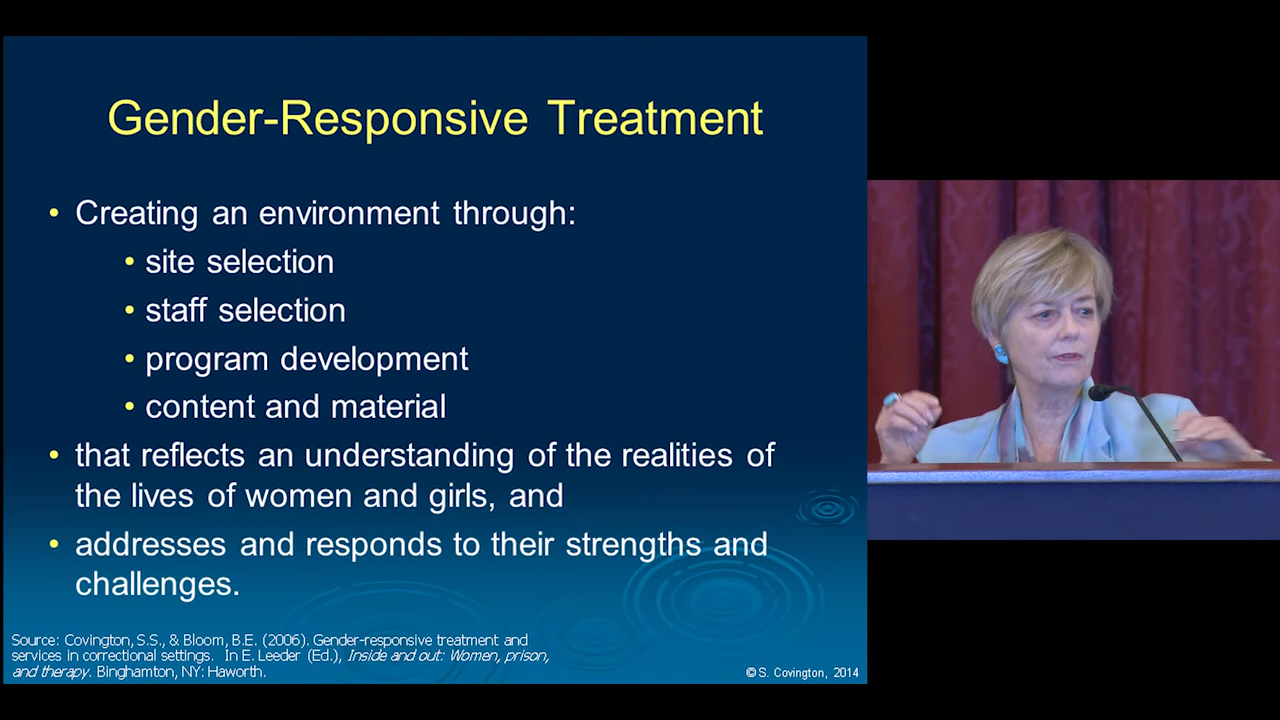 Gender-Responsive Treatment
• Creating an environment through:
• site selection
• staff selection
• program development
• content and material
• that reflects an understanding of the realities of
the lives of women and girls, and
• addresses and responds to their strengths and
challenges.
Source: Covington, S.S., & Bloom, B.E. (2006). Gender-responsive treatment and
services in correctional settings. In E. Leeder (Ed.), Inside and out: Women, prison,
and therapy. Binghamton, NY: Haworth.
© S. Covington, 2014